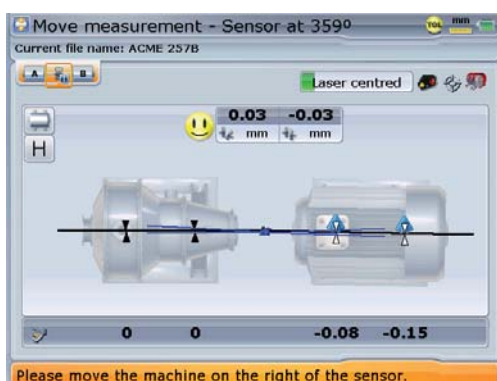 Move measurement - Sensor at 359º
TOL mm
Current file name: ACME 257B
A B
Laser centred
0.03 -0.03
mm mm
H
0 0 -0.08 -0.15
Please move the machine on the right of the sensor.